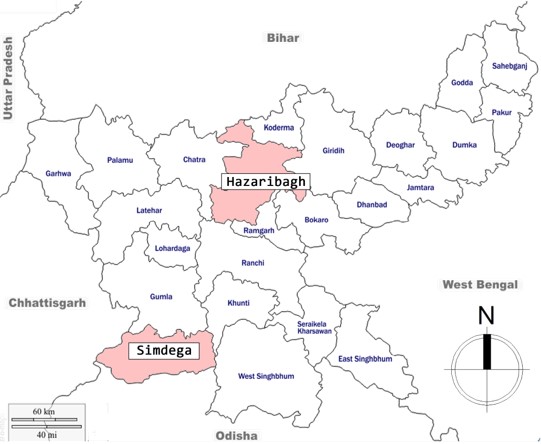 Bihar
Uttar Pradesh
Sahebganj
Godda
Pakur
Koderma
Giridih
Deoghar
Dumka
Palamu
Chatra
Garhwa
Hazaribagh
Jamtara
Dhanbad
Latehar
Bokaro
Ramgarh
Lohardaga
Ranchi
West Bengal
Chhattisgarh
Gumla
Khunti
N
Seraikela
Kharsawan
Simdega
East Singhbhum
West Singhbhum
60 km
40 mi
Odisha